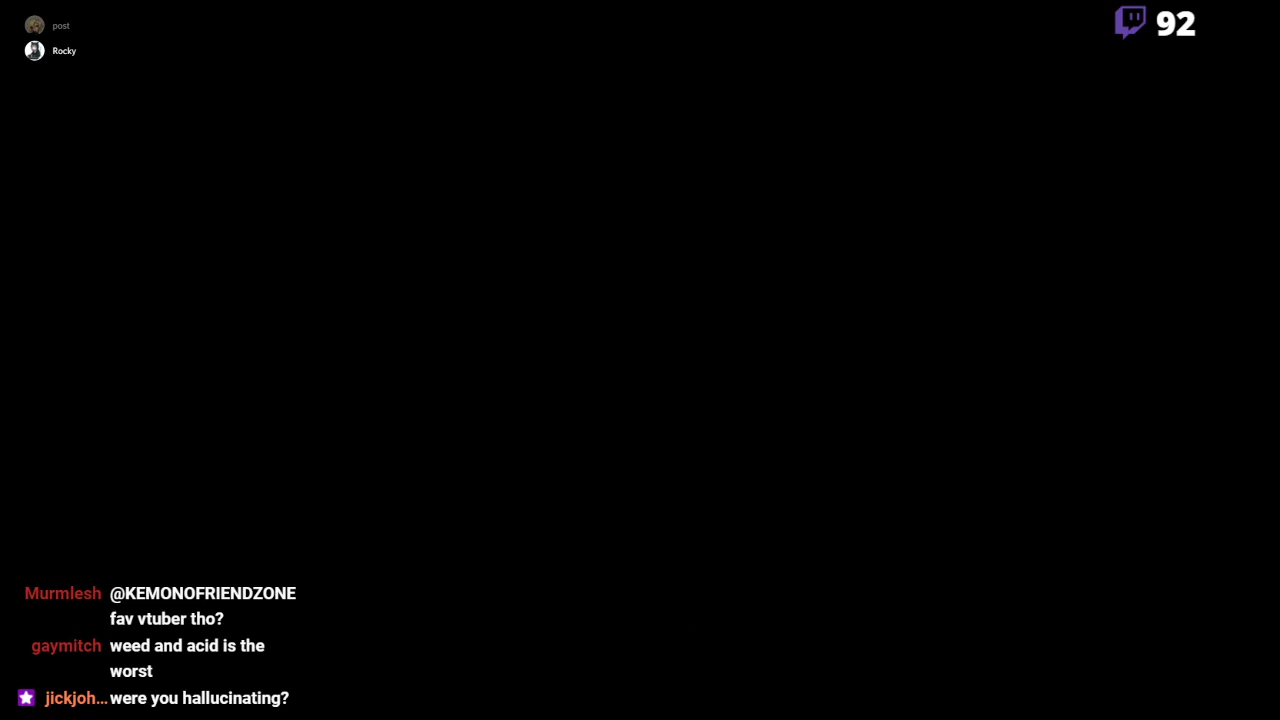 post
Rocky
92
Murmlesh @KEMONOFRIENDZONE
fav vtuber tho?
gaymitch weed and acid is the
worst
jickjoh... were you hallucinating?